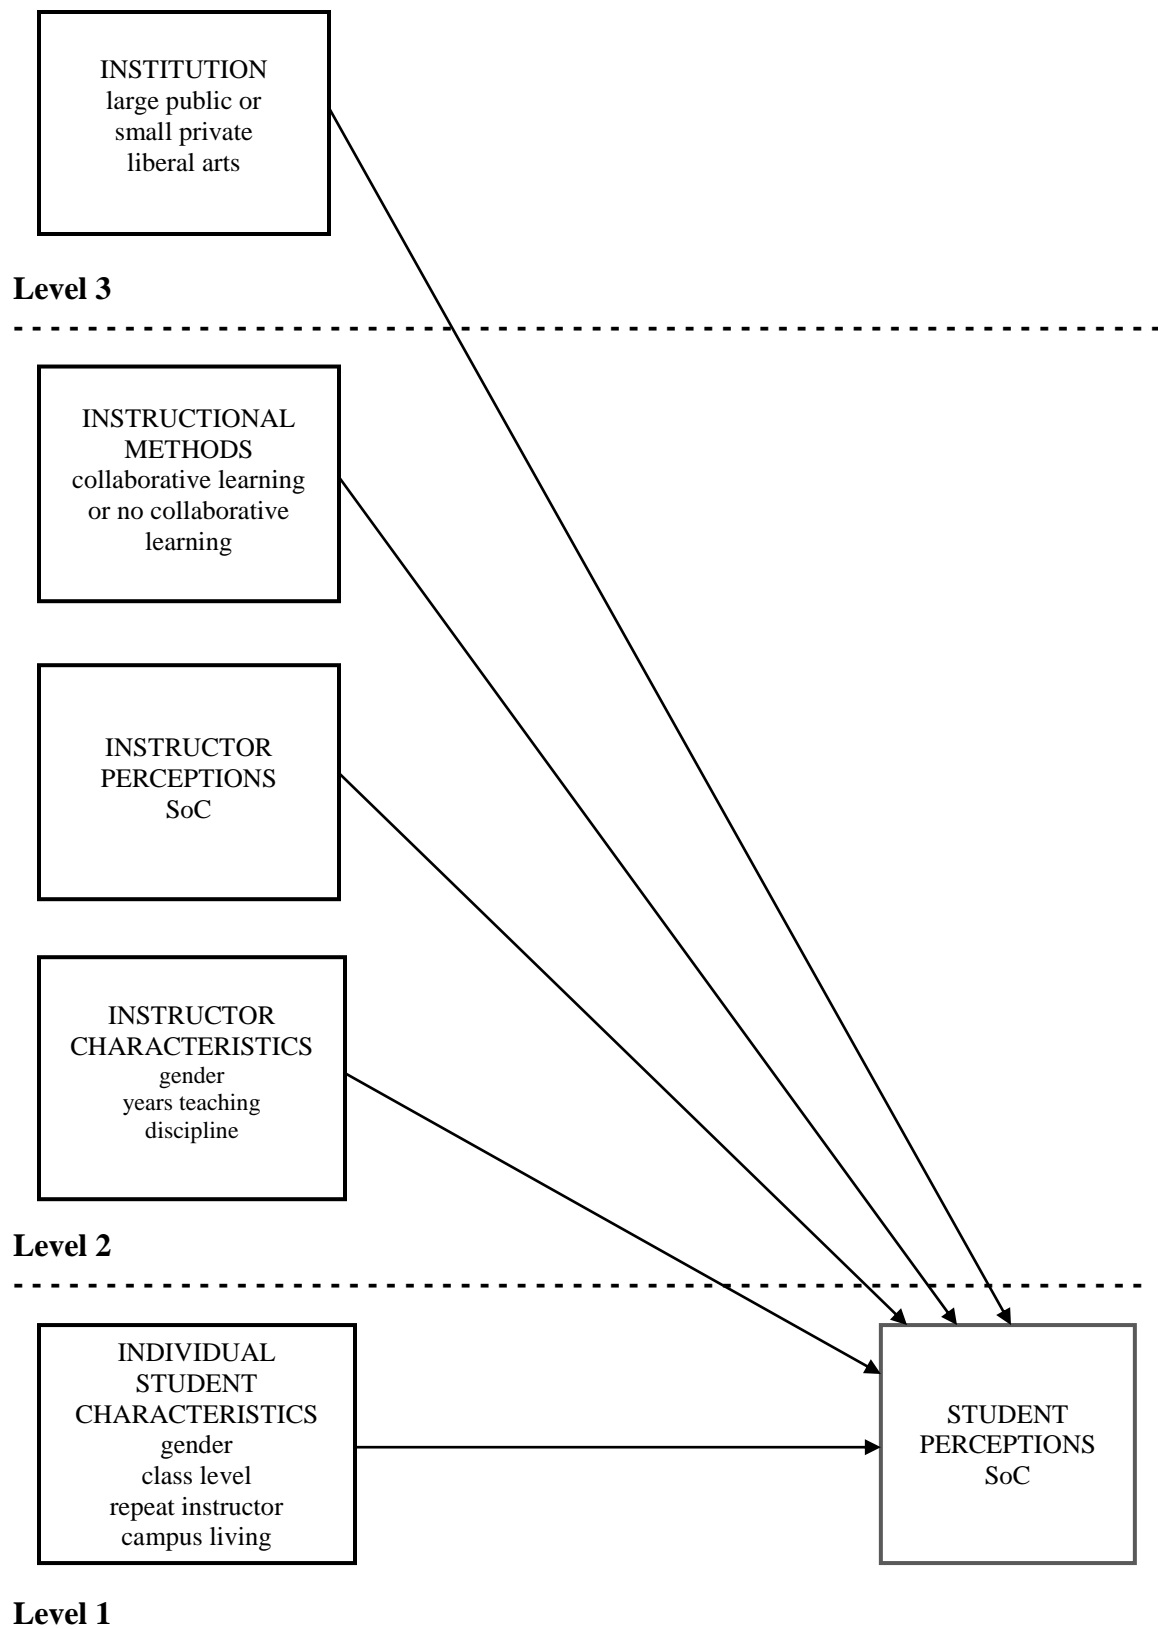 INSTITUTION
large public or
small private
liberal arts
Level 3
INSTRUCTIONAL
METHODS
collaborative learning
or no collaborative
learning
INSTRUCTOR
PERCEPTIONS
SoC
INSTRUCTOR
CHARACTERISTICS
gender
years teaching
discipline
Level 2
INDIVIDUAL
STUDENT
CHARACTERISTICS
gender
class level
repeat instructor
campus living
STUDENT
PERCEPTIONS
SoC
Level 1